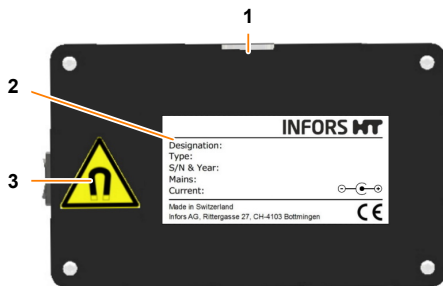 1
2
INFORS HT
Designation:
Type:
S/N & Year:
3
Mains:
Current:
Made in Switzerland
Infors AG, Rittergasse 27, CH-4103 Bottmingen
CE